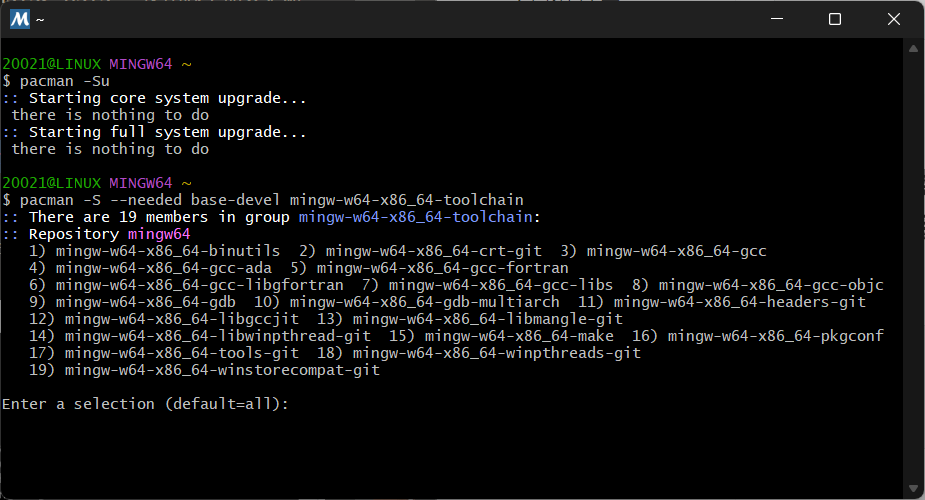 M ~
20021@LINUX MINGW64 ~
$ pacman -Su
:: Starting core system upgrade...
 there is nothing to do
:: Starting full system upgrade...
 there is nothing to do
20021@LINUX MINGW64 ~
$ pacman -S --needed base-devel mingw-w64-x86_64-toolchain
:: There are 19 members in group mingw-w64-x86_64-toolchain:
:: Repository mingw64
   1) mingw-w64-x86_64-binutils  2) mingw-w64-x86_64-crt-git  3) mingw-w64-x86_64-gcc
   4) mingw-w64-x86_64-gcc-ada  5) mingw-w64-x86_64-gcc-fortran
   6) mingw-w64-x86_64-gcc-libgfortran  7) mingw-w64-x86_64-gcc-libs  8) mingw-w64-x86_64-gcc-objc
   9) mingw-w64-x86_64-gdb  10) mingw-w64-x86_64-gdb-multiarch  11) mingw-w64-x86_64-headers-git
   12) mingw-w64-x86_64-libgccjit  13) mingw-w64-x86_64-libmangle-git
   14) mingw-w64-x86_64-libwinpthread-git  15) mingw-w64-x86_64-make  16) mingw-w64-x86_64-pkgconf
   17) mingw-w64-x86_64-tools-git  18) mingw-w64-x86_64-winpthreads-git
   19) mingw-w64-x86_64-winstorecompat-git
Enter a selection (default=all):